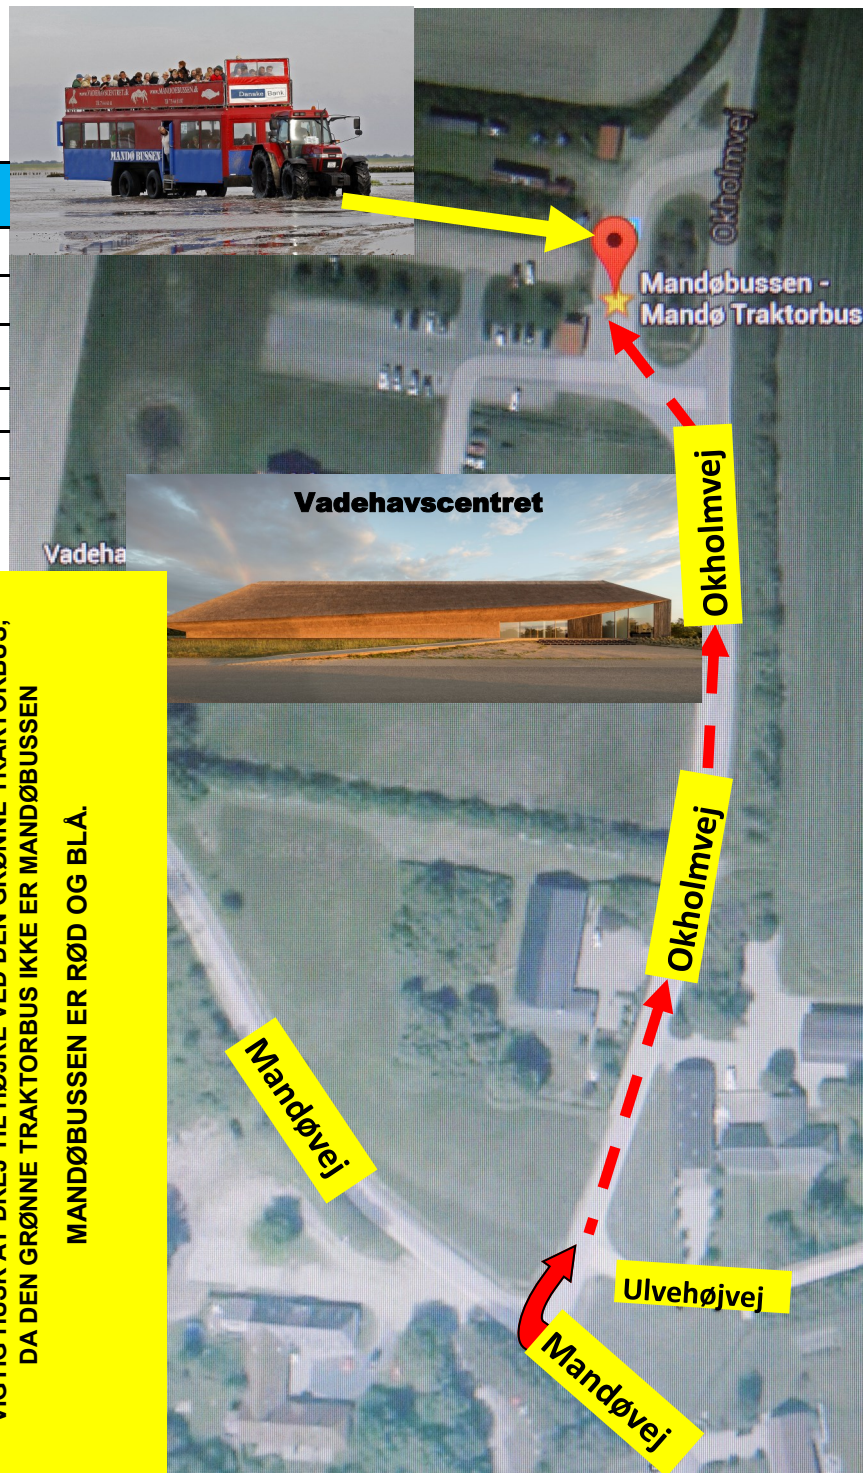 Danske Bank
MANDØ BUSSEN
Okholmvej
Mandøbussen -
Mandø Traktorbus
Okholmvej
Vadehavscentret
Vadeha
DA DEN GRØNNE TRAKTORBUS IKKE ER MANDØBUSSEN
MANDØBUSSEN ER RØD OG BLÅ.
Okholmvej
Mandøvej
Ulvehøjvej
Mandøvej